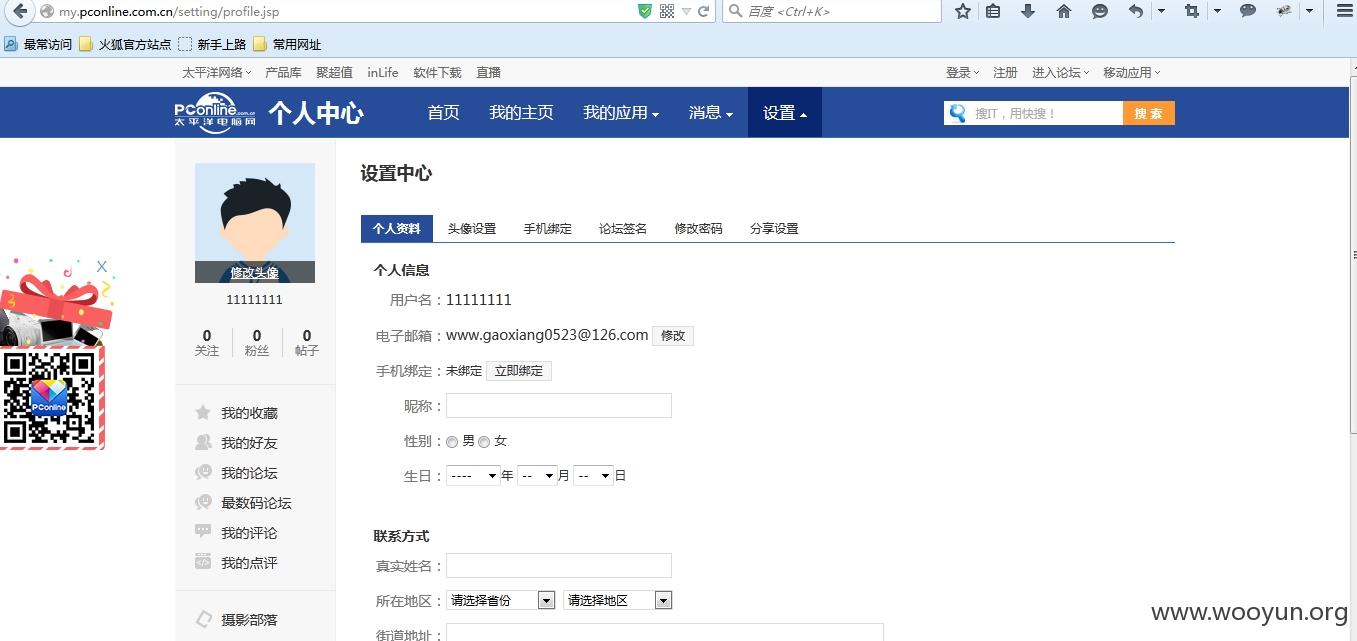 my.pconline.com.cn/setting/profile.jsp
百度 <Ctrl+K>
最常访问 火狐官方站点 新手上路 常用网址
太平洋网络 产品库 聚超值 inLife 软件下载 直播 登录 注册 进入论坛 移动应用
PConline.com.cn 太平洋电脑网 个人中心 首页 我的主页 我的应用 消息 设置 搜IT，用快搜！ 搜 索
设置中心
修改头像
11111111
0 0 0
关注 粉丝 帖子
X
PConline
我的收藏
我的好友
我的论坛
最数码论坛
我的评论
我的点评
摄影部落
个人资料 头像设置 手机绑定 论坛签名 修改密码 分享设置
个人信息
用户名：11111111
电子邮箱：www.gaoxiang0523@126.com 修改
手机绑定：未绑定 立即绑定
昵称：
性别： 男 女
生日： ---- 年 -- 月 -- 日
联系方式
真实姓名：
所在地区： 请选择省份 请选择地区
街道地址：
www.wooyun.org